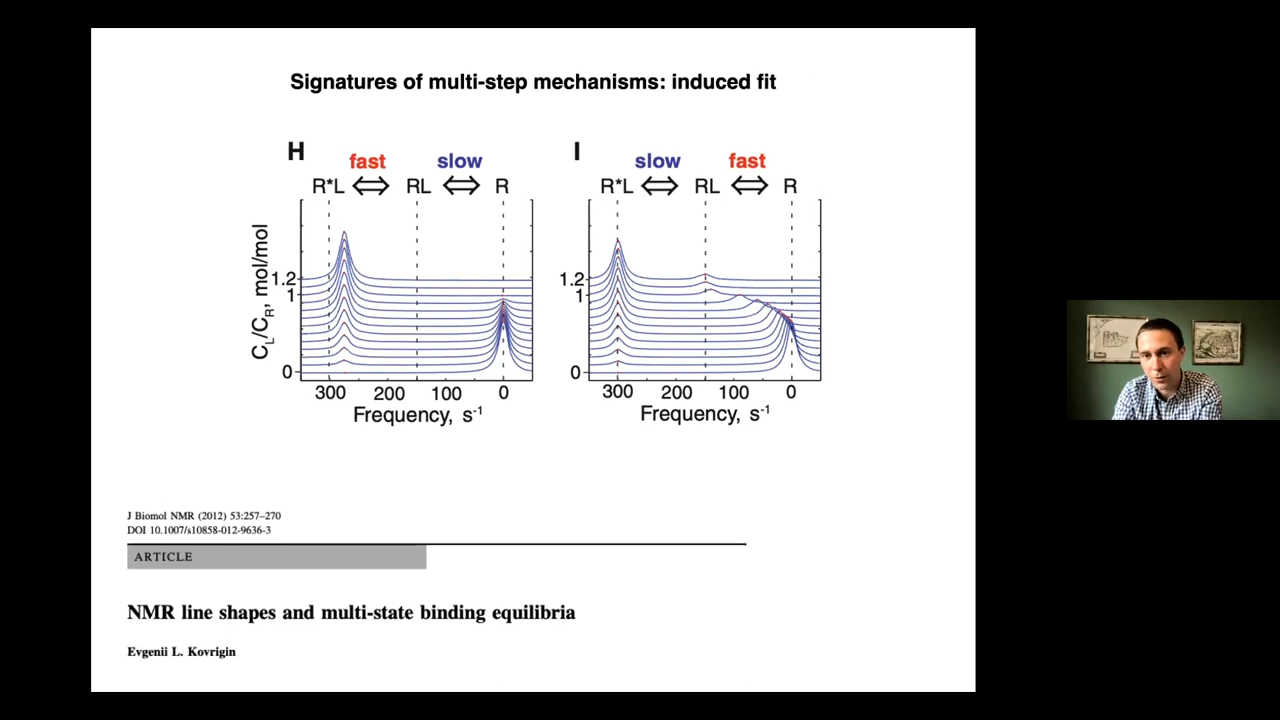 Signatures of multi-step mechanisms: induced fit
H
fast slow
R*L ⇔ RL ⇔ R
C_L/C_R, mol/mol
1.2
1
0
300 200 100 0
Frequency, s⁻¹
I
slow fast
R*L ⇔ RL ⇔ R
1.2
1
0
300 200 100 0
Frequency, s⁻¹
J Biomol NMR (2012) 53:257–270
DOI 10.1007/s10858-012-9636-3
ARTICLE
NMR line shapes and multi-state binding equilibria
Evgenii L. Kovrigin